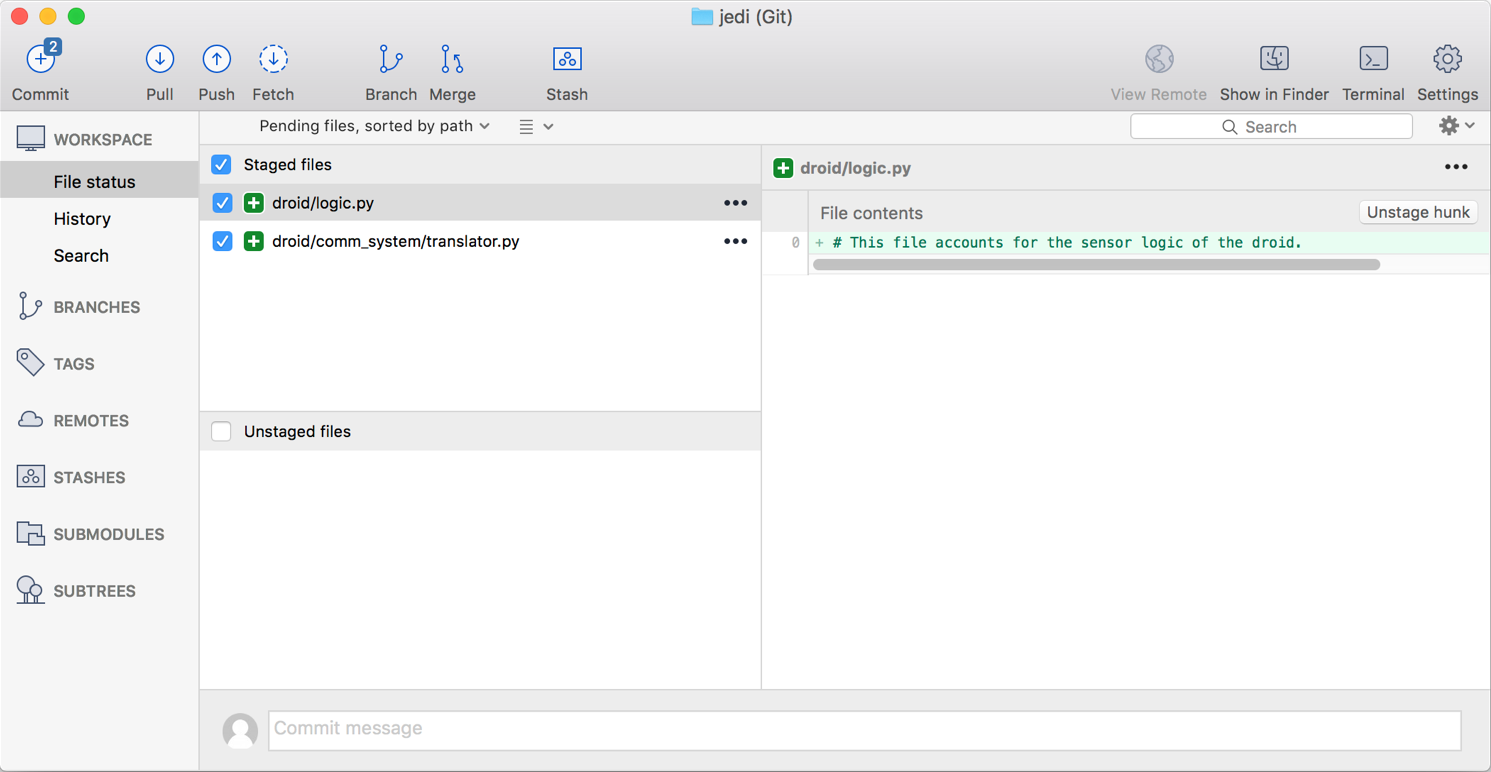 jedi (Git)
2
Commit
Pull
Push
Fetch
Branch
Merge
Stash
View Remote
Show in Finder
Terminal
Settings
WORKSPACE
File status
History
Search
BRANCHES
TAGS
REMOTES
STASHES
SUBMODULES
SUBTREES
Pending files, sorted by path
Search
Staged files
droid/logic.py
droid/comm_system/translator.py
Unstaged files
droid/logic.py
File contents
Unstage hunk
0 + # This file accounts for the sensor logic of the droid.
Commit message